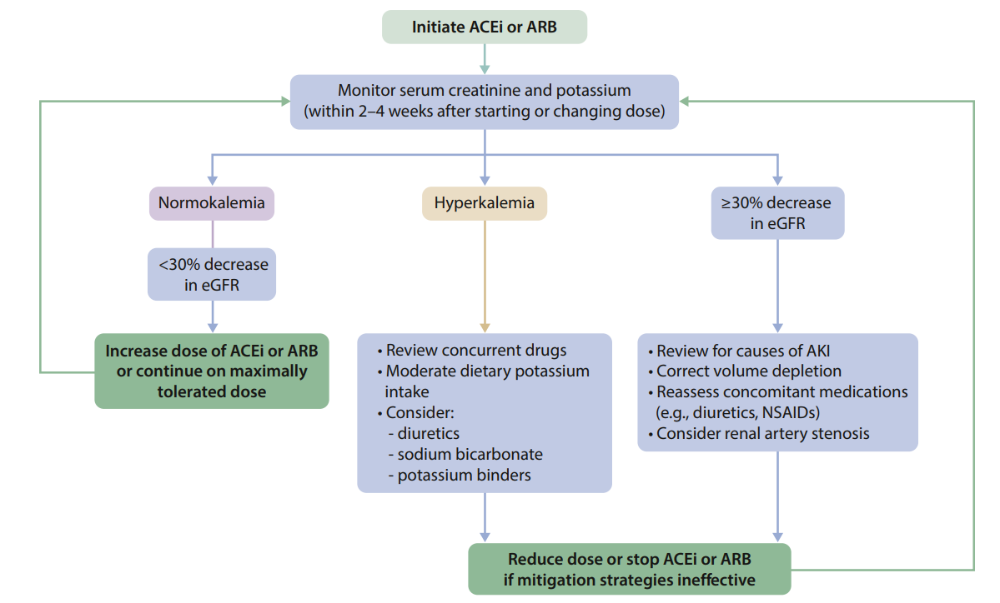 Initiate ACEi or ARB
Monitor serum creatinine and potassium
(within 2–4 weeks after starting or changing dose)
Normokalemia
Hyperkalemia
≥30% decrease
in eGFR
<30% decrease
in eGFR
Increase dose of ACEi or ARB
or continue on maximally
tolerated dose
• Review concurrent drugs
• Moderate dietary potassium
intake
• Consider:
- diuretics
- sodium bicarbonate
- potassium binders
• Review for causes of AKI
• Correct volume depletion
• Reassess concomitant medications
(e.g., diuretics, NSAIDs)
• Consider renal artery stenosis
Reduce dose or stop ACEi or ARB
if mitigation strategies ineffective